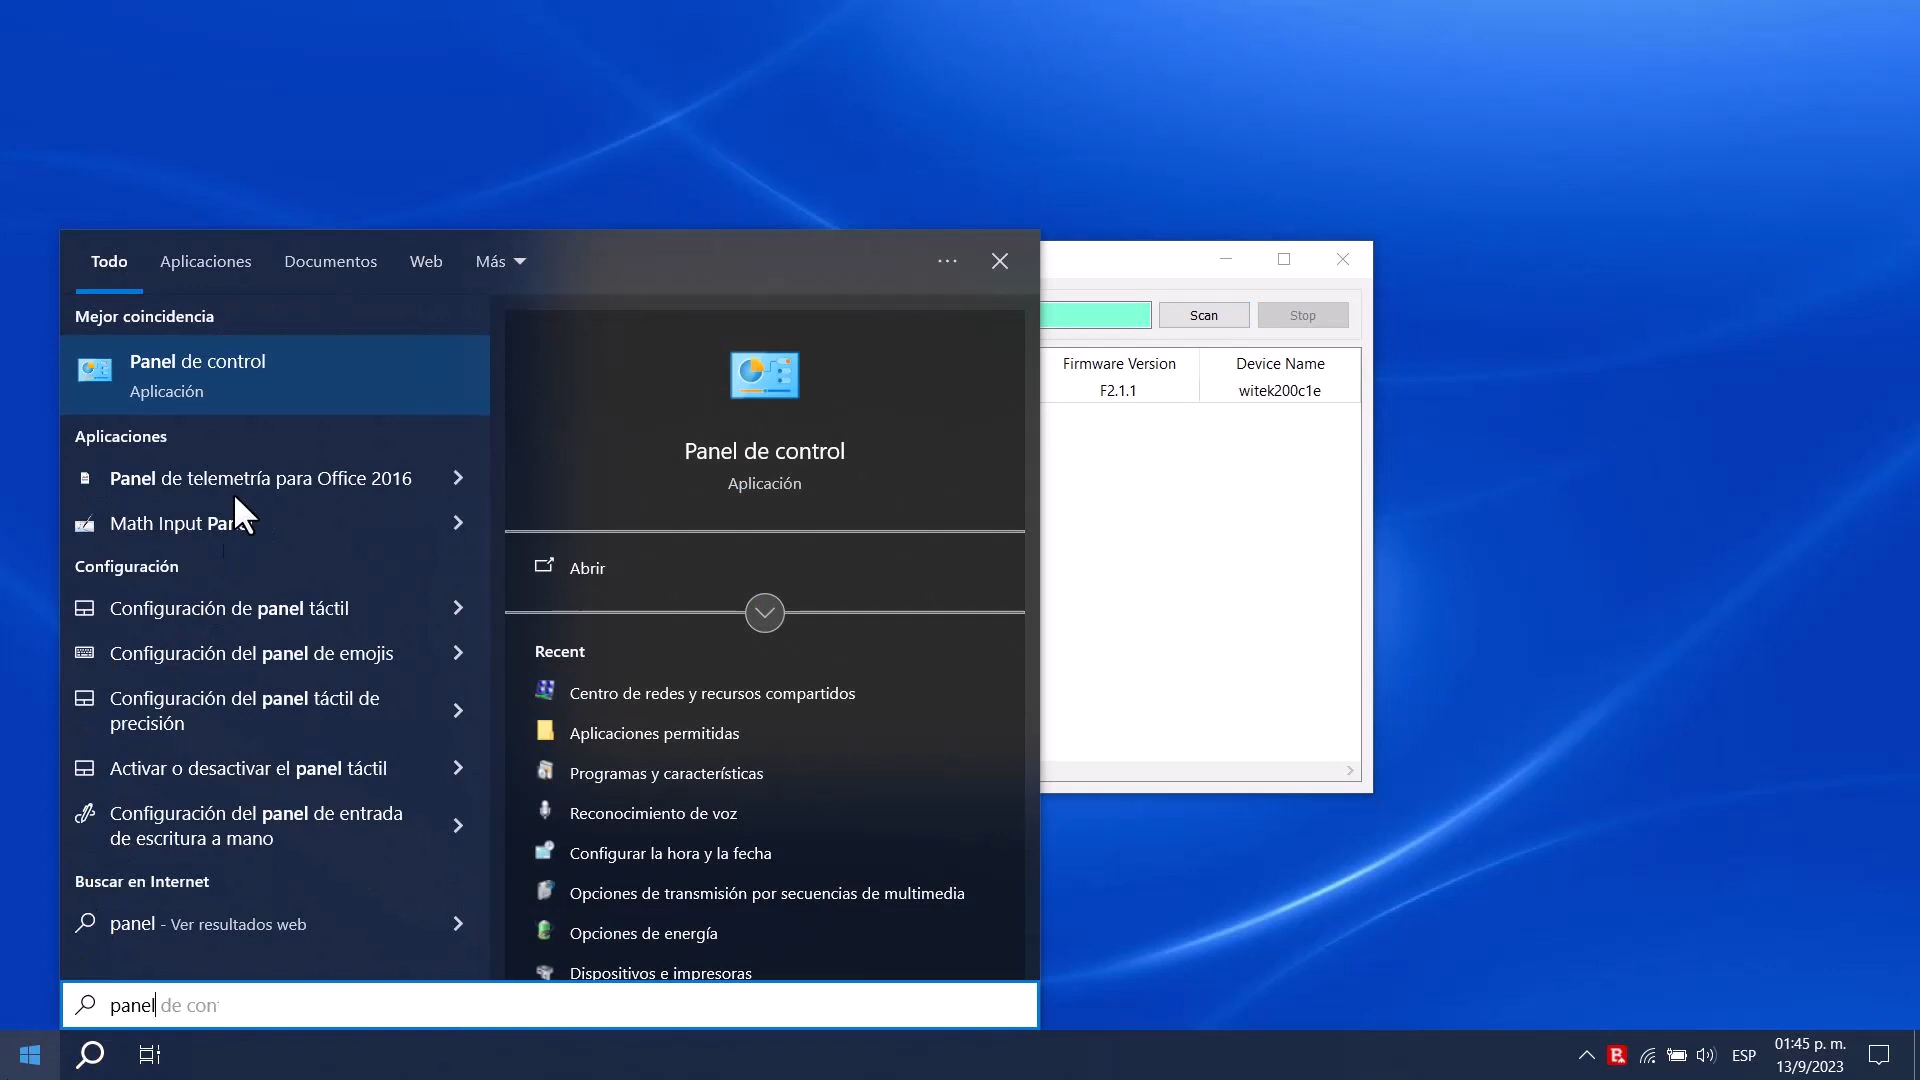 Todo
Aplicaciones
Documentos
Web
Más
Mejor coincidencia
Panel de control
Aplicación
Aplicaciones
Panel de telemetría para Office 2016
Math Input
Configuración
Configuración de panel táctil
Configuración del panel de emojis
Configuración del panel táctil de
precisión
Activar o desactivar el panel táctil
Configuración del panel de entrada
de escritura a mano
Buscar en Internet
panel - Ver resultados web
Panel de control
Aplicación
Abrir
Recent
Centro de redes y recursos compartidos
Aplicaciones permitidas
Programas y características
Reconocimiento de voz
Configurar la hora y la fecha
Opciones de transmisión por secuencias de multimedia
Opciones de energía
Dispositivos e impresoras
panel de con
Scan
Stop
Firmware Version
Device Name
F2.1.1
witek200c1e
ESP
01:45 p. m.
13/9/2023